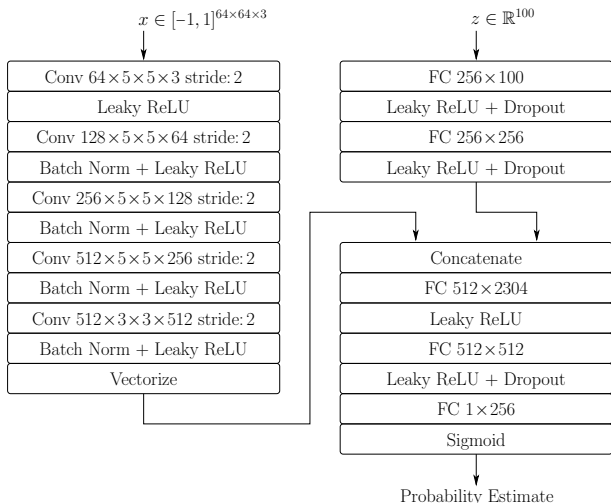 x ∈ [−1, 1]^{64×64×3}
Conv 64×5×5×3 stride: 2
Leaky ReLU
Conv 128×5×5×64 stride: 2
Batch Norm + Leaky ReLU
Conv 256×5×5×128 stride: 2
Batch Norm + Leaky ReLU
Conv 512×5×5×256 stride: 2
Batch Norm + Leaky ReLU
Conv 512×3×3×512 stride: 2
Batch Norm + Leaky ReLU
Vectorize
z ∈ ℝ^{100}
FC 256×100
Leaky ReLU + Dropout
FC 256×256
Leaky ReLU + Dropout
Concatenate
FC 512×2304
Leaky ReLU
FC 512×512
Leaky ReLU + Dropout
FC 1×256
Sigmoid
Probability Estimate